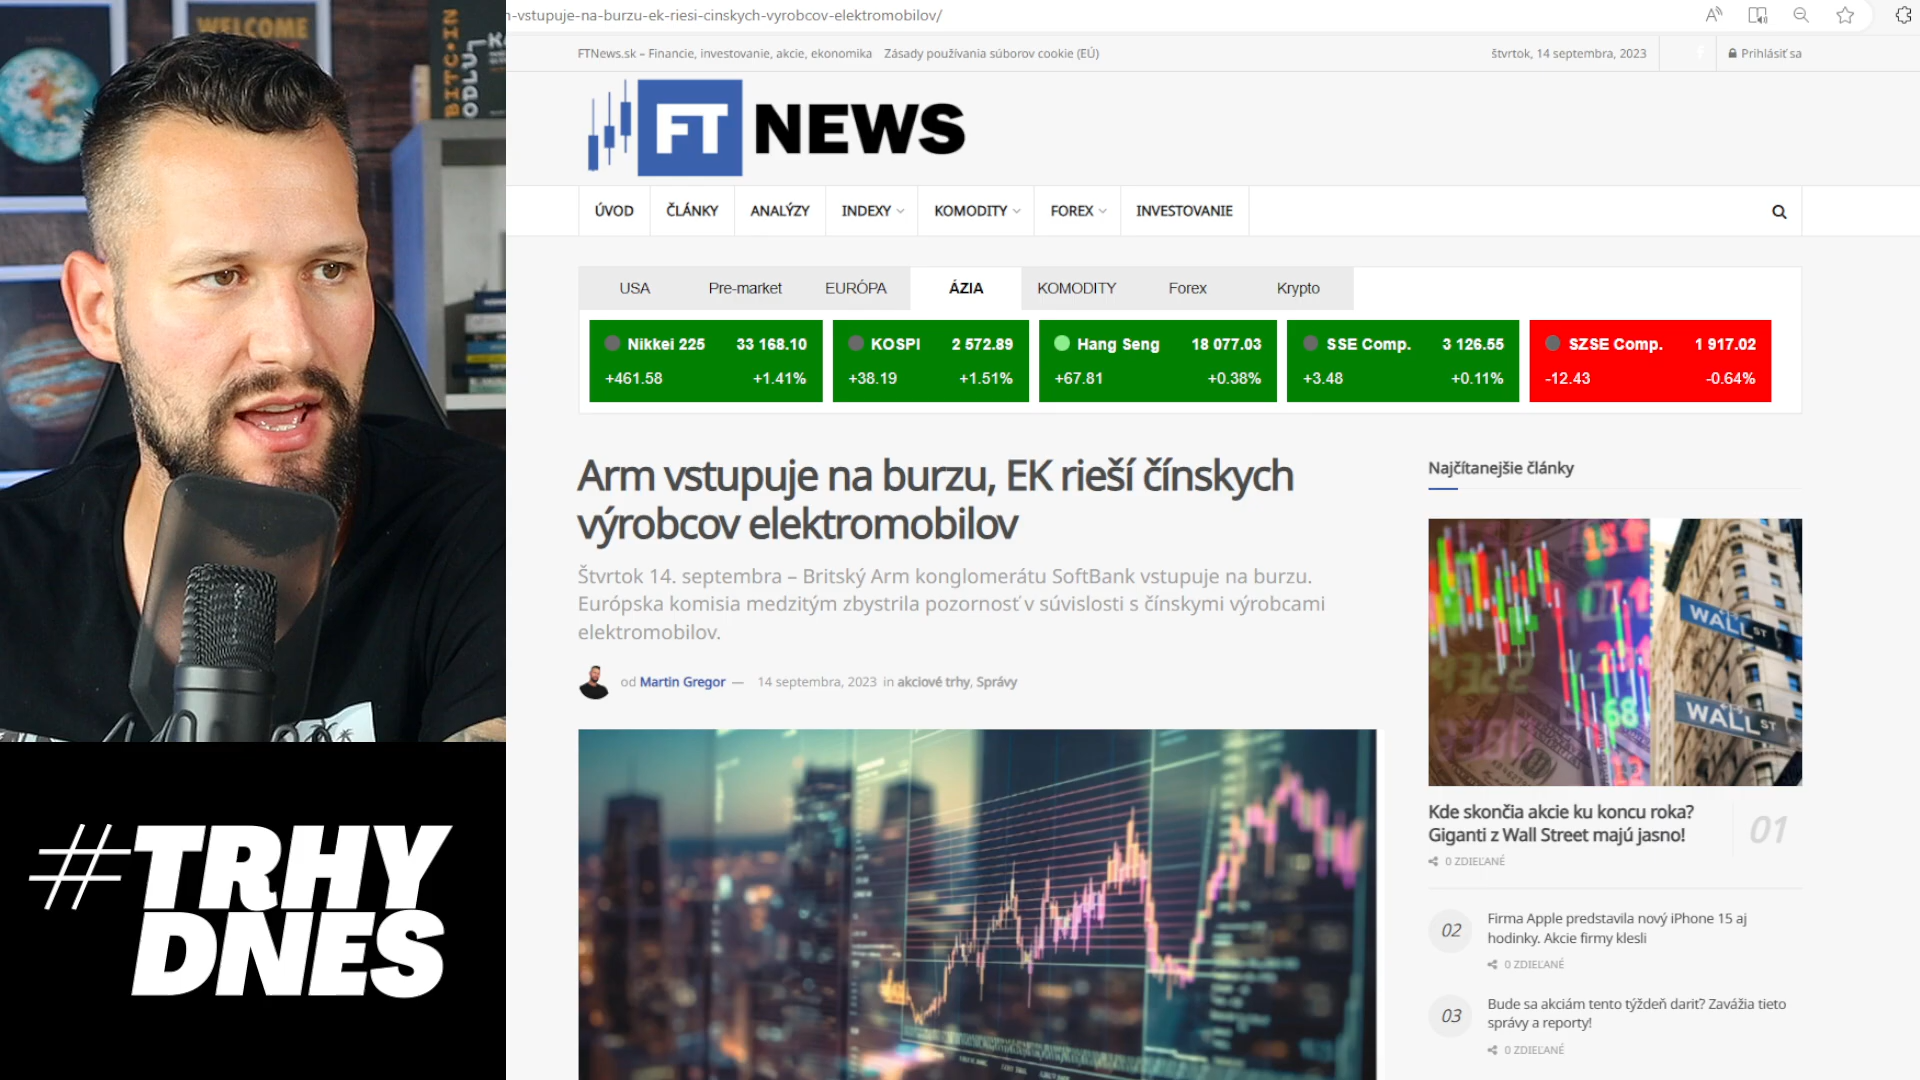 WELCOME
BITC·IN
ODLU
n-vstupuje-na-burzu-ek-riesi-cinskych-vyrobcov-elektromobilov/
FTNews.sk – Financie, investovanie, akcie, ekonomika Zásady používania súborov cookie (EÚ)
štvrtok, 14 septembra, 2023
Prihlásiť sa
FT NEWS
ÚVOD ČLÁNKY ANALÝZY INDEXY KOMODITY FOREX INVESTOVANIE
USA Pre-market EURÓPA ÁZIA KOMODITY Forex Krypto
Nikkei 225 33 168.10
+461.58 +1.41%
KOSPI 2 572.89
+38.19 +1.51%
Hang Seng 18 077.03
+67.81 +0.38%
SSE Comp. 3 126.55
+3.48 +0.11%
SZSE Comp. 1 917.02
-12.43 -0.64%
Arm vstupuje na burzu, EK rieši čínskych
výrobcov elektromobilov
Štvrtok 14. septembra – Britský Arm konglomerátu SoftBank vstupuje na burzu.
Európska komisia medzitým zbystrila pozornosť v súvislosti s čínskymi výrobcami
elektromobilov.
od Martin Gregor — 14 septembra, 2023 in akciové trhy, Správy
Najčítanejšie články
WALL ST
WALL ST
Kde skončia akcie ku koncu roka?
Giganti z Wall Street majú jasno!
01
0 ZDIEĽANÉ
02
Firma Apple predstavila nový iPhone 15 aj
hodinky. Akcie firmy klesli
0 ZDIEĽANÉ
03
Bude sa akciám tento týždeň dariť? Zavážia tieto
správy a reporty!
0 ZDIEĽANÉ
#TRHY
DNES